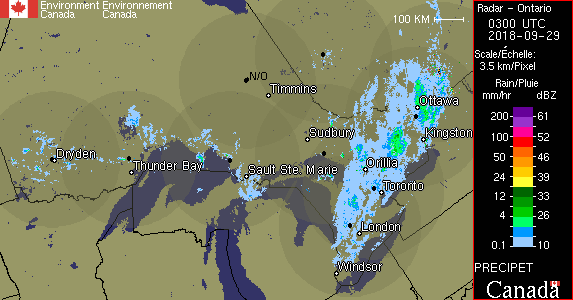 Environment Environnement
Canada Canada
100 KM
N/O
Timmins
Ottawa
Sudbury
Kingston
Dryden
Thunder Bay
Sault Ste. Marie
Orillia
Toronto
London
Windsor
Radar - Ontario
0300 UTC
2018-09-29
Scale/Échelle:
3.5 km/Pixel
Rain/Pluie
mm/hr dBZ
200 61
100 52
50 46
24 39
12 33
4 26
0.1 10
PRECIPET
Canada